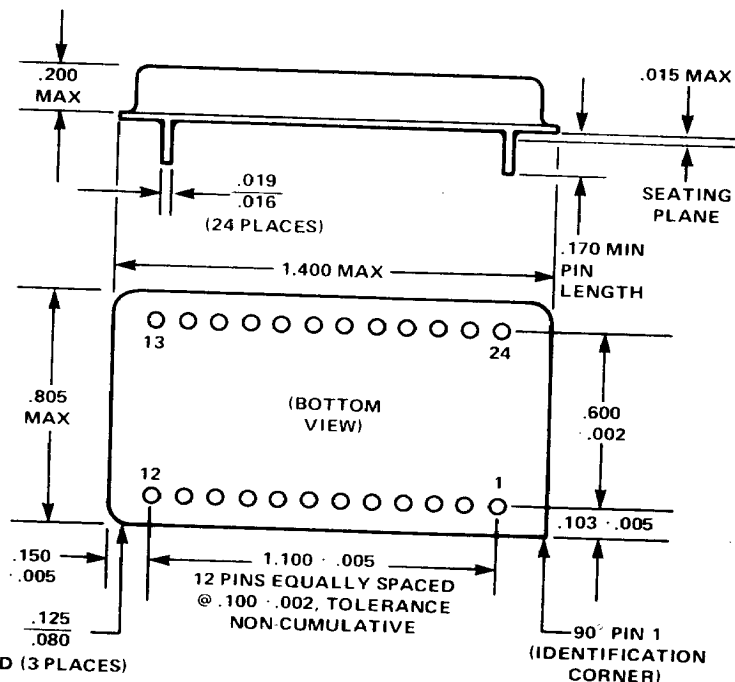 .200
MAX
.015 MAX
.019
.016
(24 PLACES)
SEATING
PLANE
.170 MIN
PIN
LENGTH
1.400 MAX
13
24
.805
MAX
(BOTTOM
VIEW)
.600
.002
12
1
.103 · .005
.150
.005
1.100 · .005
12 PINS EQUALLY SPACED
@ .100 · .002, TOLERANCE
NON-CUMULATIVE
.125
.080
D (3 PLACES)
90° PIN 1
(IDENTIFICATION
CORNER)